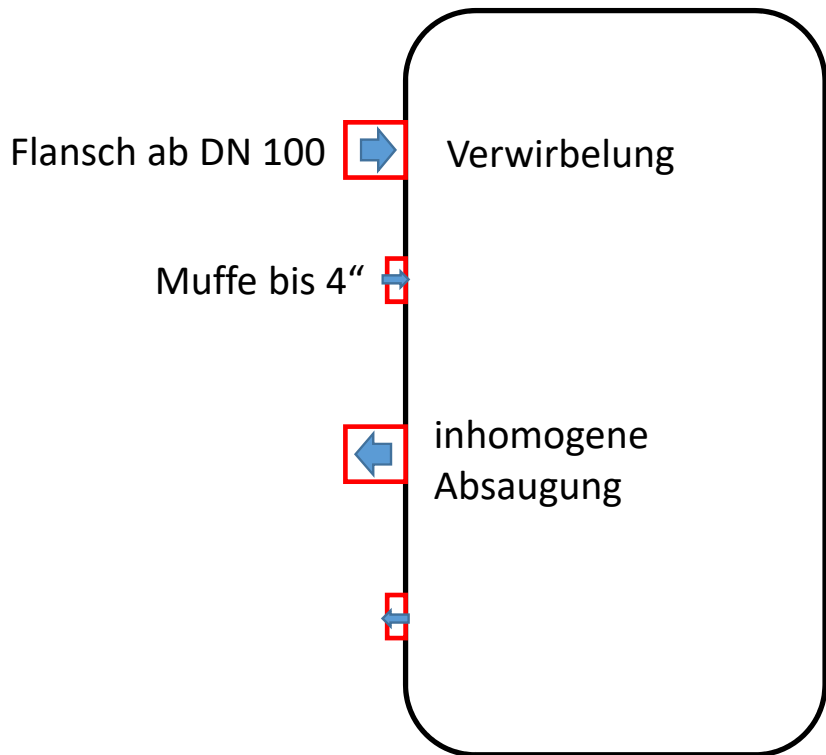 Flansch ab DN 100
Verwirbelung
Muffe bis 4“
inhomogene
Absaugung